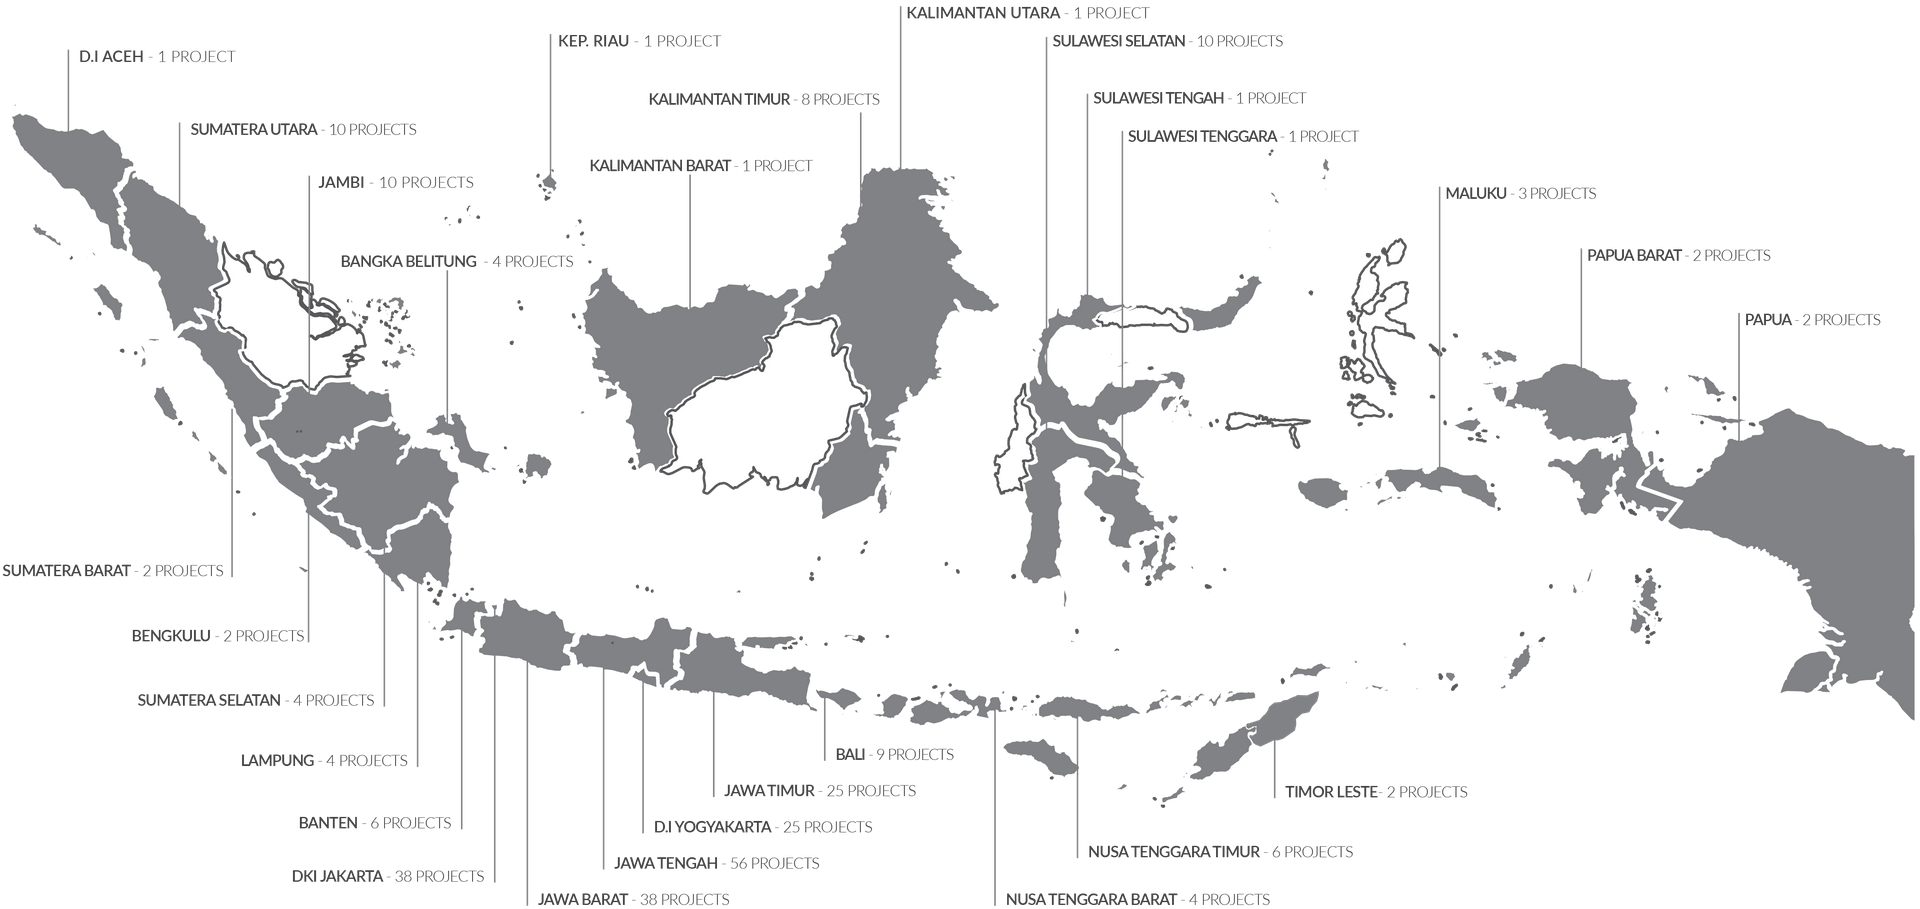 KALIMANTAN UTARA - 1 PROJECT
KEP. RIAU - 1 PROJECT
SULAWESI SELATAN - 10 PROJECTS
D.I ACEH - 1 PROJECT
KALIMANTAN TIMUR - 8 PROJECTS
SULAWESI TENGAH - 1 PROJECT
SUMATERA UTARA - 10 PROJECTS
SULAWESI TENGGARA - 1 PROJECT
KALIMANTAN BARAT - 1 PROJECT
JAMBI - 10 PROJECTS
MALUKU - 3 PROJECTS
BANGKA BELITUNG - 4 PROJECTS
PAPUA BARAT - 2 PROJECTS
PAPUA - 2 PROJECTS
SUMATERA BARAT - 2 PROJECTS
BENGKULU - 2 PROJECTS
SUMATERA SELATAN - 4 PROJECTS
LAMPUNG - 4 PROJECTS
BALI - 9 PROJECTS
JAWA TIMUR - 25 PROJECTS
TIMOR LESTE- 2 PROJECTS
BANTEN - 6 PROJECTS
D.I YOGYAKARTA - 25 PROJECTS
NUSA TENGGARA TIMUR - 6 PROJECTS
JAWA TENGAH - 56 PROJECTS
DKI JAKARTA - 38 PROJECTS
JAWA BARAT - 38 PROJECTS
NUSA TENGGARA BARAT - 4 PROJECTS